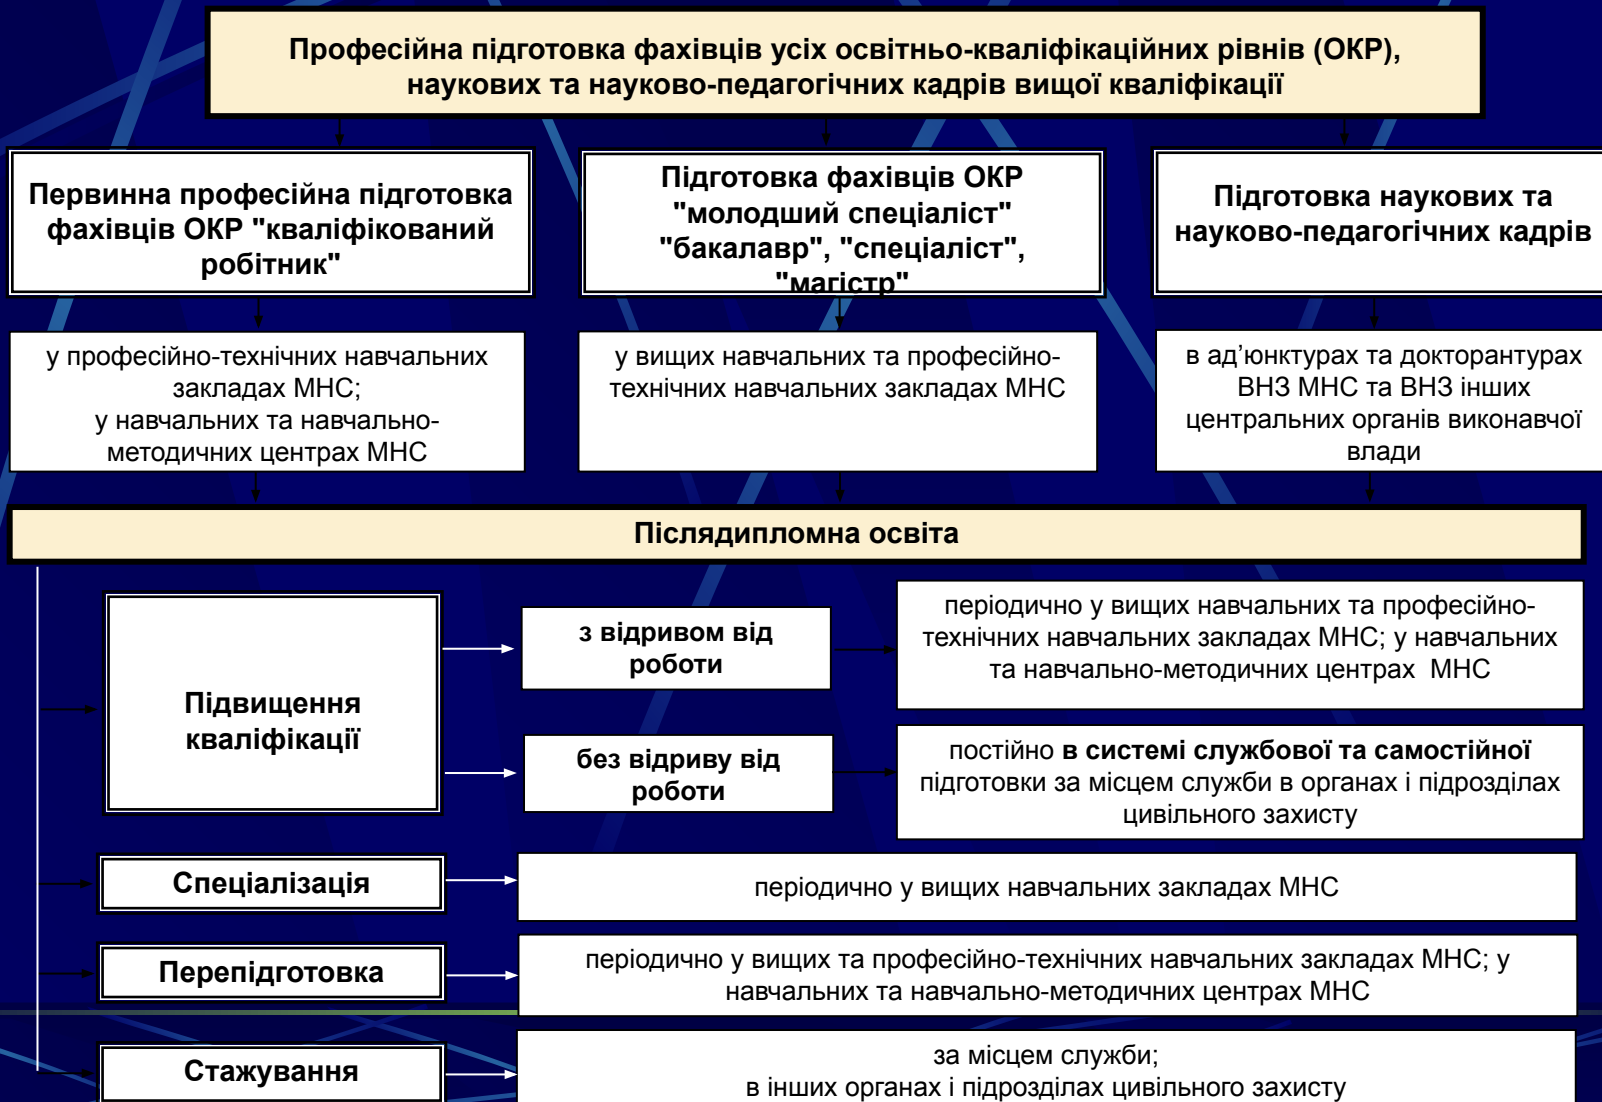 Професійна підготовка фахівців усіх освітньо-кваліфікаційних рівнів (ОКР),
наукових та науково-педагогічних кадрів вищої кваліфікації
Первинна професійна підготовка
фахівців ОКР "кваліфікований
робітник"
Підготовка фахівців ОКР
"молодший спеціаліст"
"бакалавр", "спеціаліст",
"магістр"
Підготовка наукових та
науково-педагогічних кадрів
у професійно-технічних навчальних
закладах МНС;
у навчальних та навчально-
методичних центрах МНС
у вищих навчальних та професійно-
технічних навчальних закладах МНС
в ад’юнктурах та докторантурах
ВНЗ МНС та ВНЗ інших
центральних органів виконавчої
влади
Післядипломна освіта
Підвищення
кваліфікації
з відривом від
роботи
періодично у вищих навчальних та професійно-
технічних навчальних закладах МНС; у навчальних
та навчально-методичних центрах МНС
без відриву від
роботи
постійно в системі службової та самостійної
підготовки за місцем служби в органах і підрозділах
цивільного захисту
Спеціалізація
періодично у вищих навчальних закладах МНС
Перепідготовка
періодично у вищих та професійно-технічних навчальних закладах МНС; у
навчальних та навчально-методичних центрах МНС
Стажування
за місцем служби;
в інших органах і підрозділах цивільного захисту